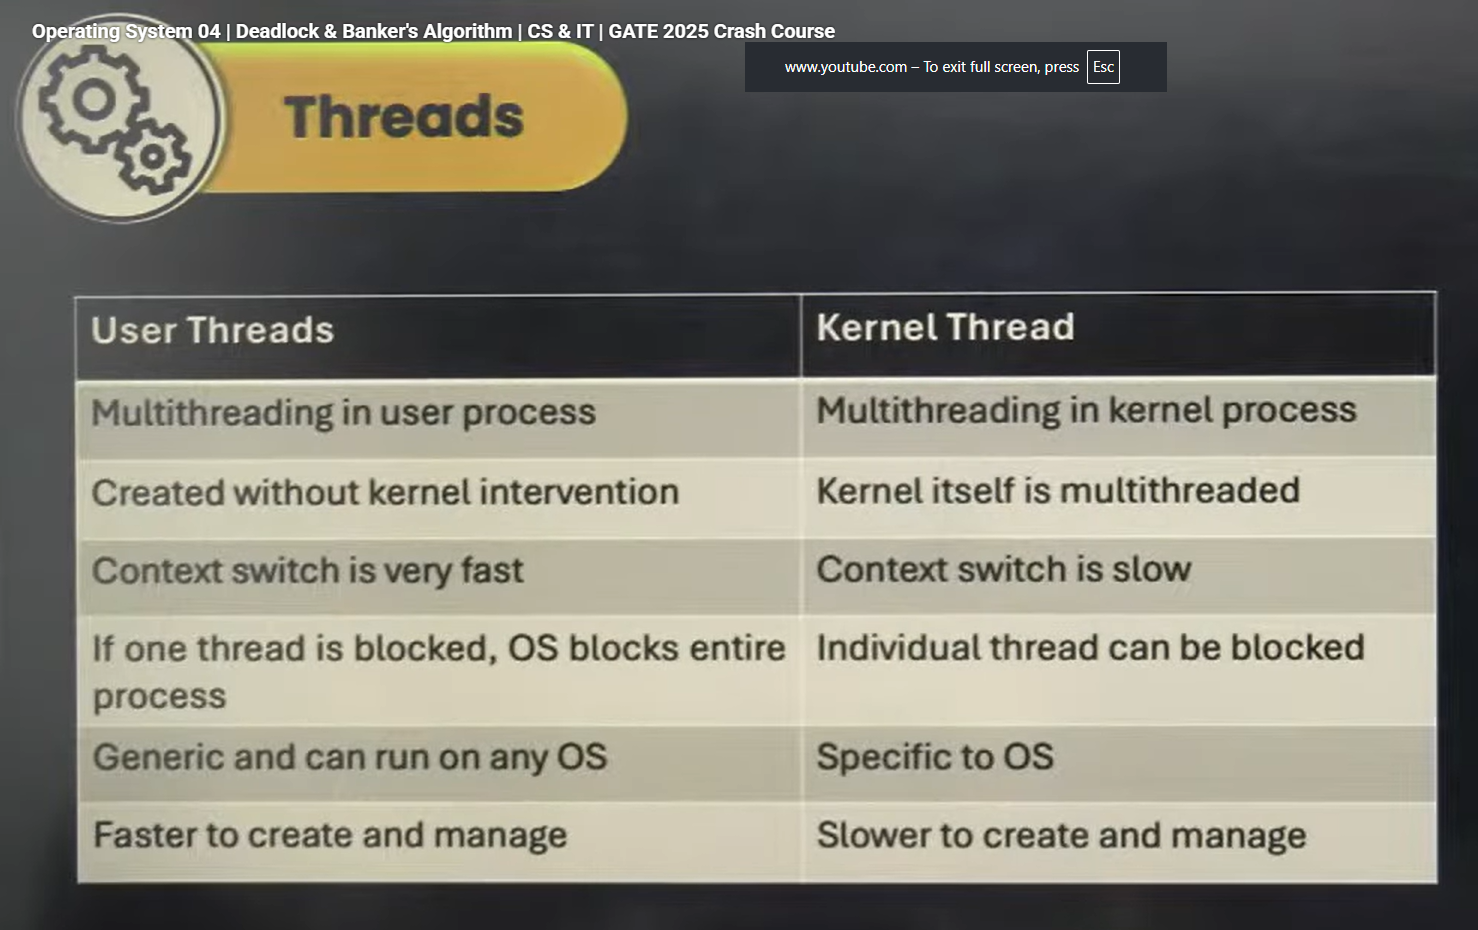 Operating System 04 | Deadlock & Banker's Algorithm | CS & IT | GATE 2025 Crash Course
www.youtube.com – To exit full screen, press Esc
Threads
User Threads
Kernel Thread
Multithreading in user process
Multithreading in kernel process
Created without kernel intervention
Kernel itself is multithreaded
Context switch is very fast
Context switch is slow
If one thread is blocked, OS blocks entire
process
Individual thread can be blocked
Generic and can run on any OS
Specific to OS
Faster to create and manage
Slower to create and manage